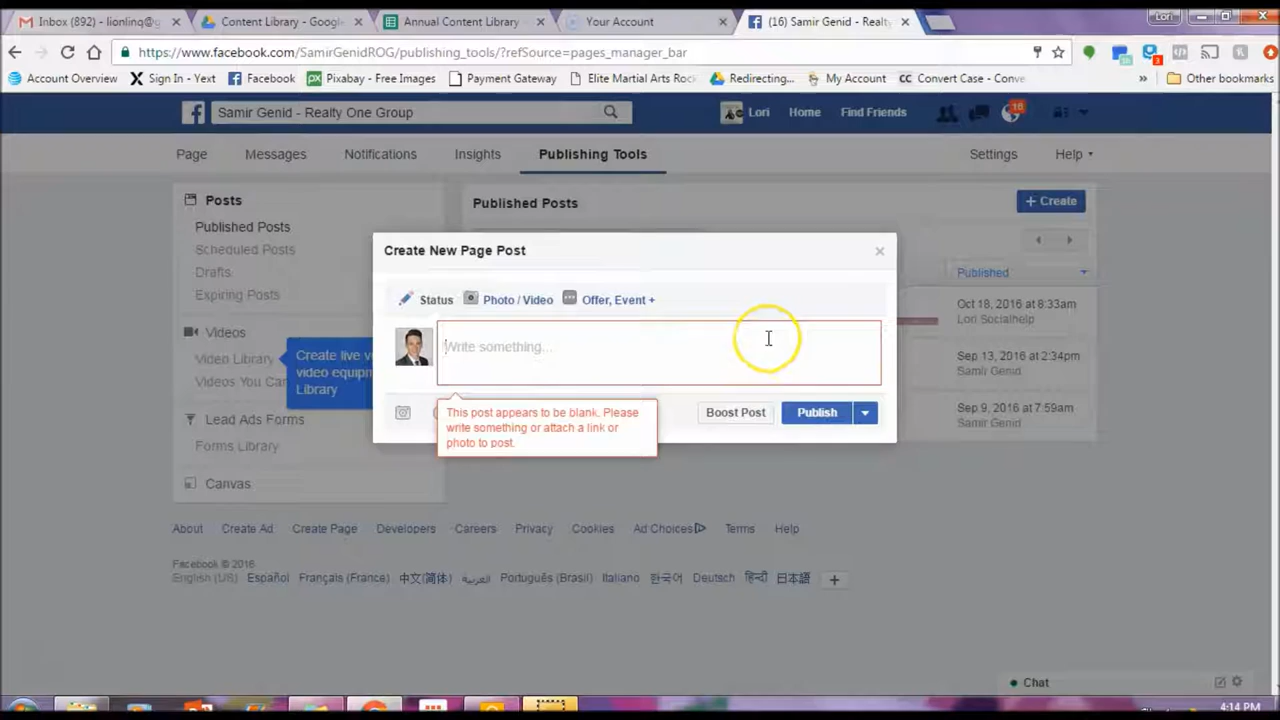 Inbox (892) - lionlinq@g
Content Library - Google
Annual Content Library
Your Account
(16) Samir Genid - Realty
Lori
https://www.facebook.com/SamirGenidROG/publishing_tools/?refSource=pages_manager_bar
Account Overview
Sign In - Yext
Facebook
Pixabay - Free Images
Payment Gateway
Elite Martial Arts Rock
Redirecting...
My Account
CC Convert Case - Conve
»
Other bookmarks
Samir Genid - Realty One Group
Lori
Home
Find Friends
16
Page
Messages
Notifications
Insights
Publishing Tools
Settings
Help
Posts
Published Posts
Scheduled Posts
Drafts
Expiring Posts
Videos
Video Library
Videos You Can
Create live v
video equipm
Library
Lead Ads Forms
Forms Library
Canvas
Published Posts
+ Create
Published
Oct 18, 2016 at 8:33am
Lori Socialhelp
Sep 13, 2016 at 2:34pm
Samir Genid
Sep 9, 2016 at 7:59am
Samir Genid
Create New Page Post
×
Status
Photo / Video
Offer, Event +
Write something...
This post appears to be blank. Please
write something or attach a link or
photo to post.
Boost Post
Publish
About
Create Ad
Create Page
Developers
Careers
Privacy
Cookies
Ad Choices
Terms
Help
Facebook © 2016
English (US)
Español
Français (France)
中文(简体)
العربية
Português (Brasil)
Italiano
한국어
Deutsch
हिन्दी
日本語
+
Chat
4:14 PM